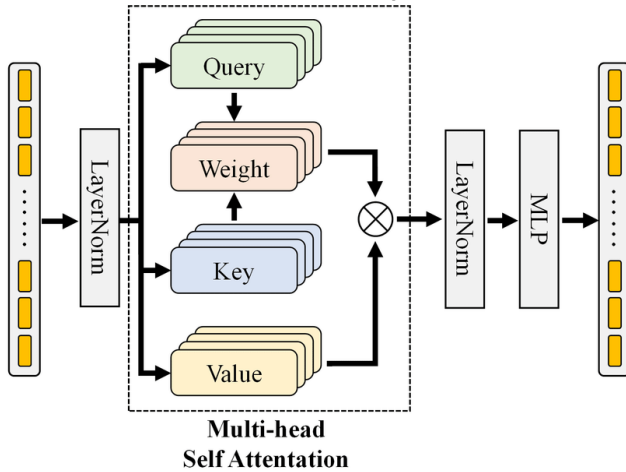 LayerNorm
Query
Weight
Key
Value
LayerNorm
MLP
Multi-head
Self Attentation